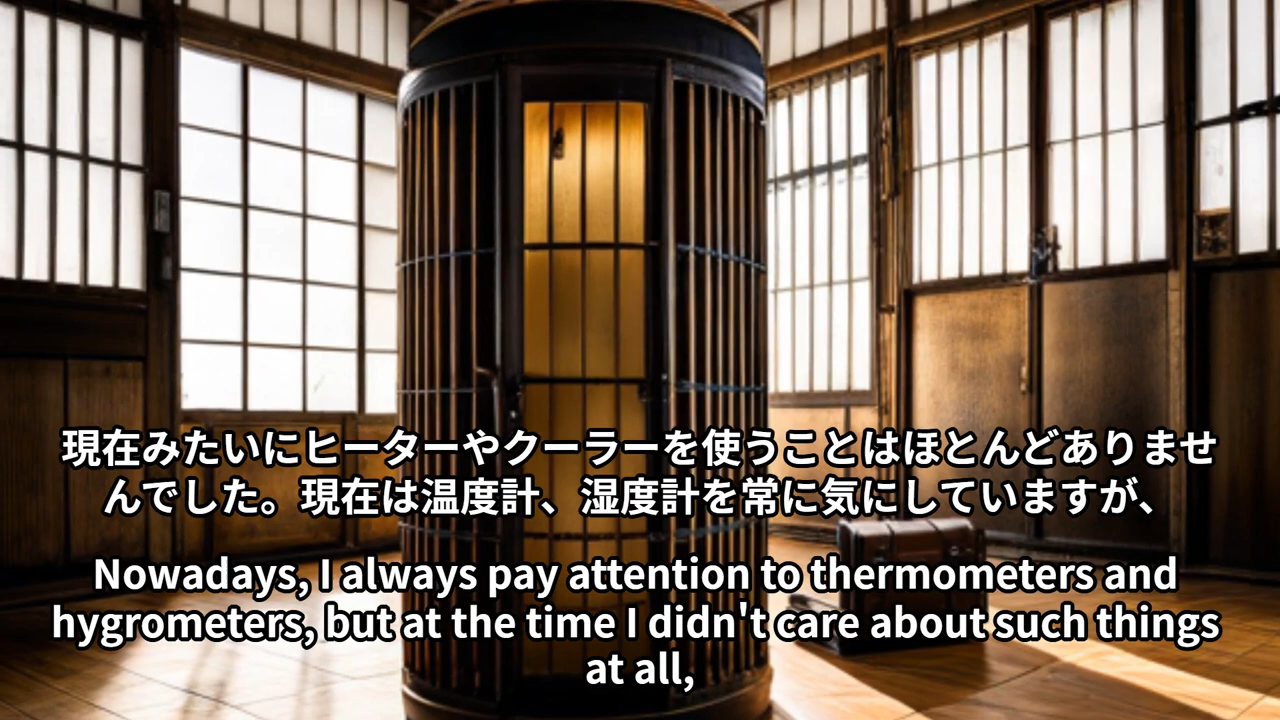 現在みたいにヒーターやクーラーを使うことはほとんどありませ
んでした。現在は温度計、湿度計を常に気にしていますが、
Nowadays, I always pay attention to thermometers and
hygrometers, but at the time I didn't care about such things
at all,